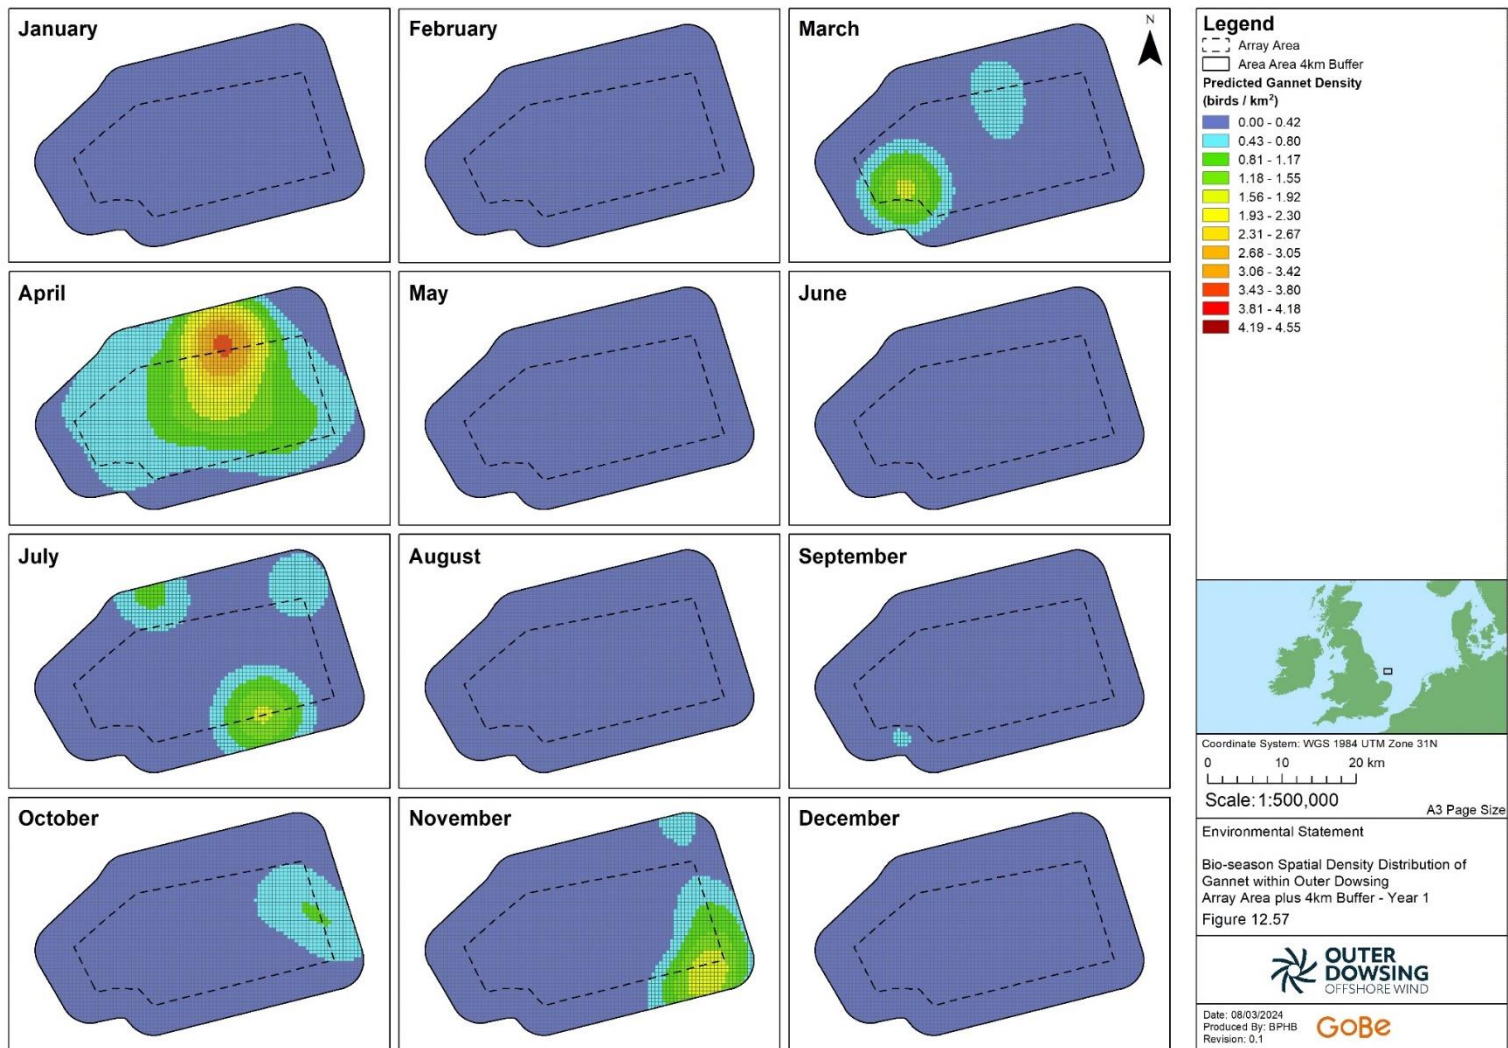 January
February
March
N
April
May
June
July
August
September
October
November
December
Legend
Array Area
Area Area 4km Buffer
Predicted Gannet Density
(birds / km²)
0.00 - 0.42
0.43 - 0.80
0.81 - 1.17
1.18 - 1.55
1.56 - 1.92
1.93 - 2.30
2.31 - 2.67
2.68 - 3.05
3.06 - 3.42
3.43 - 3.80
3.81 - 4.18
4.19 - 4.55
Coordinate System: WGS 1984 UTM Zone 31N
0 10 20 km
Scale: 1:500,000
A3 Page Size
Environmental Statement
Bio-season Spatial Density Distribution of
Gannet within Outer Dowsing
Array Area plus 4km Buffer - Year 1
Figure 12.57
OUTER
DOWSING
OFFSHORE WIND
Date: 08/03/2024
Produced By: BPHB
Revision: 0.1
GoBe